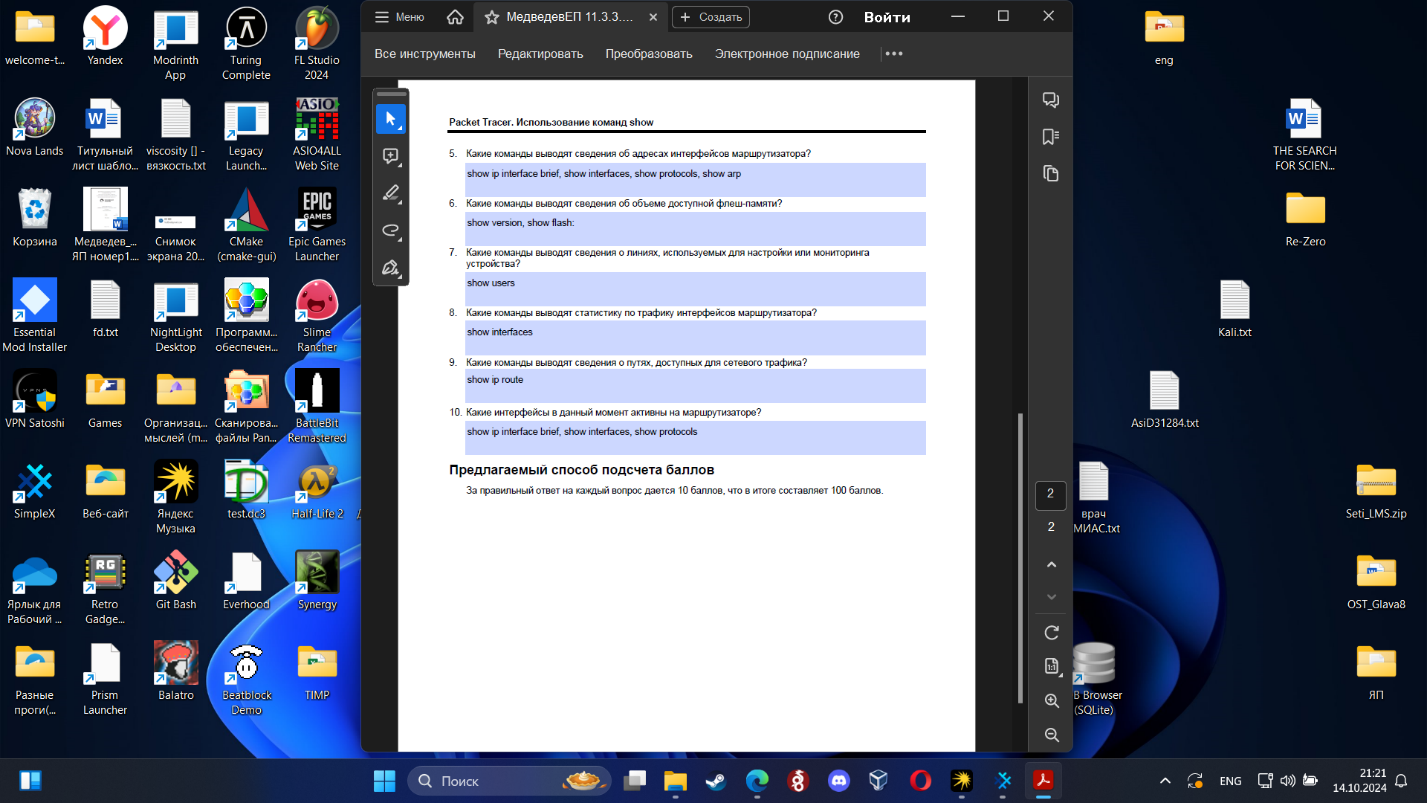 welcome-t...
Yandex
Modrinth
App
Turing
Complete
FL Studio
2024
Nova Lands
Титульный
лист шабло...
viscosity [] -
вязкость.txt
Legacy
Launch...
ASIO
ASIO4ALL
Web Site
Корзина
Медведев_...
ЯП номер1...
Снимок
экрана 20...
CMake
(cmake-gui)
EPIC
GAMES
Epic Games
Launcher
Essential
Mod Installer
fd.txt
NightLight
Desktop
Программ...
обеспечен...
Slime
Rancher
VPN Satoshi
Games
Организац...
мыслей (m...
Сканирова...
файлы Pan...
BattleBit
Remastered
SimpleX
Веб-сайт
Яндекс
Музыка
test.qc3
Half-Life 2
Ярлык для
Рабочий ...
RG
Retro
Gadge...
Git Bash
Everhood
Synergy
Разные
проги(...
Prism
Launcher
Balatro
Beatblock
Demo
TIMP
Меню
МедведевЕП 11.3.3....
Создать
Войти
Все инструменты
Редактировать
Преобразовать
Электронное подписание
Packet Tracer. Использование команд show
5. Какие команды выводят сведения об адресах интерфейсов маршрутизатора?
show ip interface brief, show interfaces, show protocols, show arp
6. Какие команды выводят сведения об объеме доступной флеш-памяти?
show version, show flash:
7. Какие команды выводят сведения о линиях, используемых для настройки или мониторинга
устройства?
show users
8. Какие команды выводят статистику по трафику интерфейсов маршрутизатора?
show interfaces
9. Какие команды выводят сведения о путях, доступных для сетевого трафика?
show ip route
10. Какие интерфейсы в данный момент активны на маршрутизаторе?
show ip interface brief, show interfaces, show protocols
Предлагаемый способ подсчета баллов
За правильный ответ на каждый вопрос дается 10 баллов, что в итоге составляет 100 баллов.
2
2
1:1
eng
THE SEARCH
FOR SCIEN...
Re-Zero
Kali.txt
AsiD31284.txt
врач
МИАС.txt
Seti_LMS.zip
OST_Glava8
B Browser
(SQLite)
ЯП
Поиск
ENG
21:21
14.10.2024